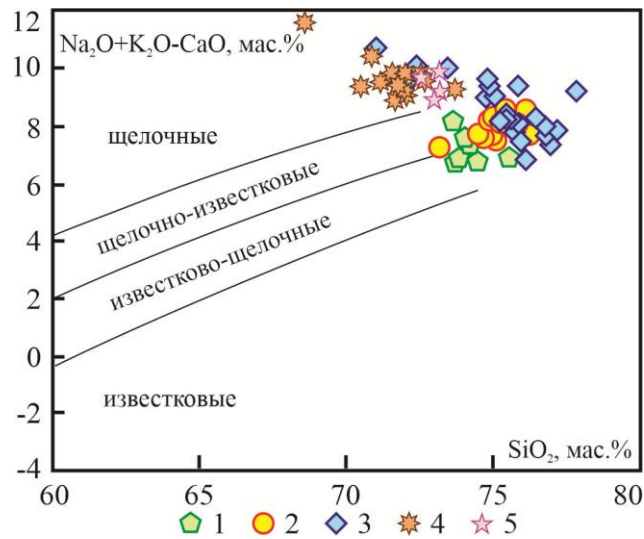 12
Na₂O+K₂O-CaO, мас.%
10
8
щелочные
6
щелочно-известковые
4
известково-щелочные
2
0
известковые
-2
SiO₂, мас.%
-4
60 65 70 75 80
1 2 3 4 5